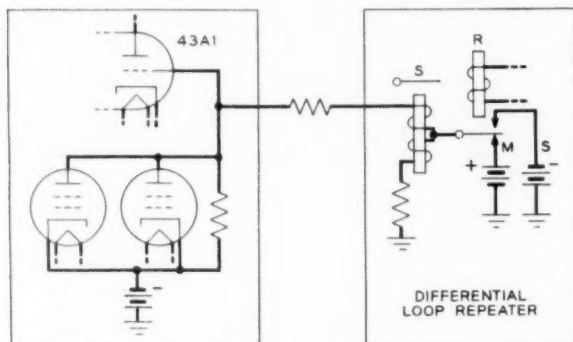 43A1
R
S
M
S
+
-
-
DIFFERENTIAL
LOOP REPEATER